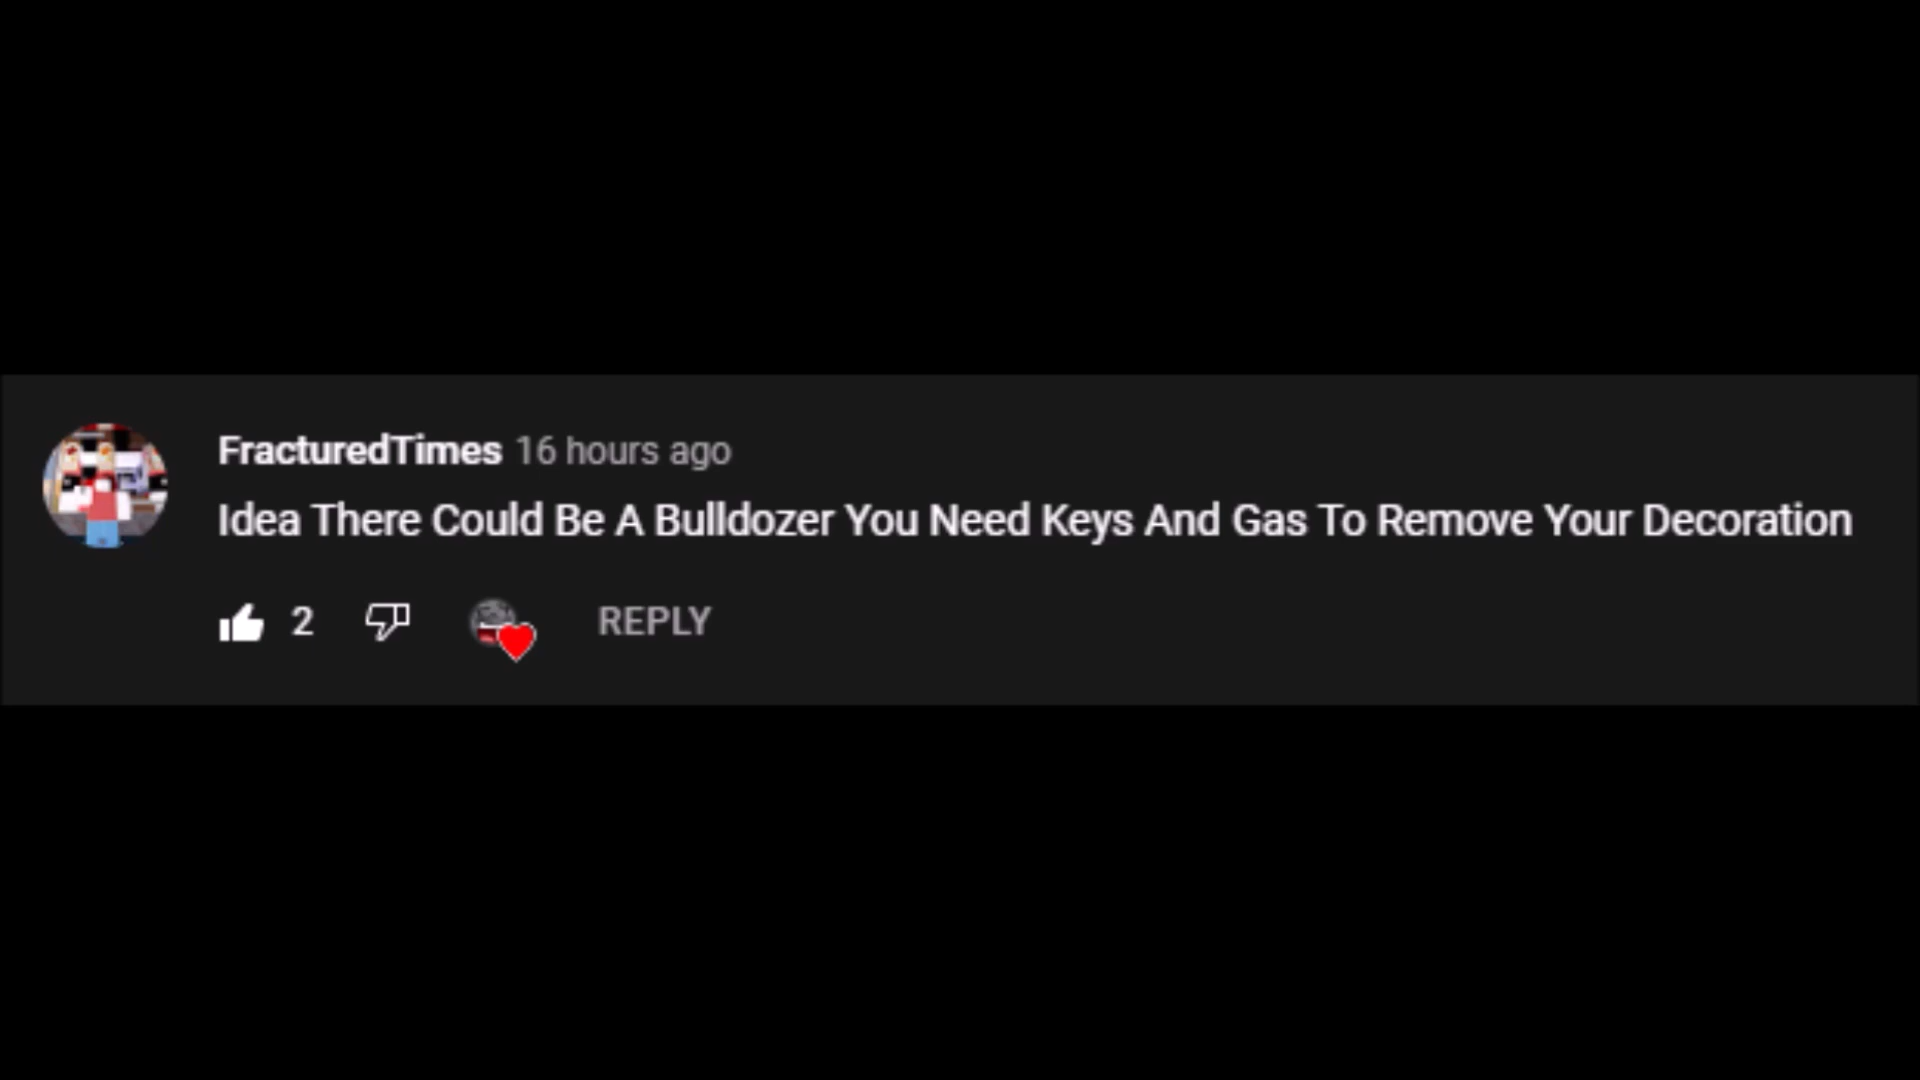 FracturedTimes 16 hours ago
Idea There Could Be A Bulldozer You Need Keys And Gas To Remove Your Decoration
2 REPLY